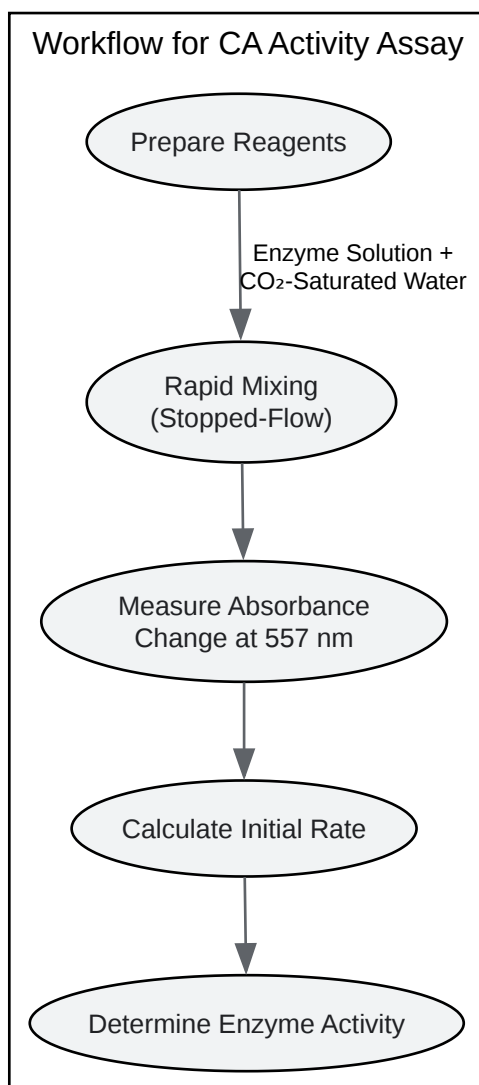 Workflow for CA Activity Assay
Prepare Reagents
Enzyme Solution +
CO₂-Saturated Water
Rapid Mixing
(Stopped-Flow)
Measure Absorbance
Change at 557 nm
Calculate Initial Rate
Determine Enzyme Activity